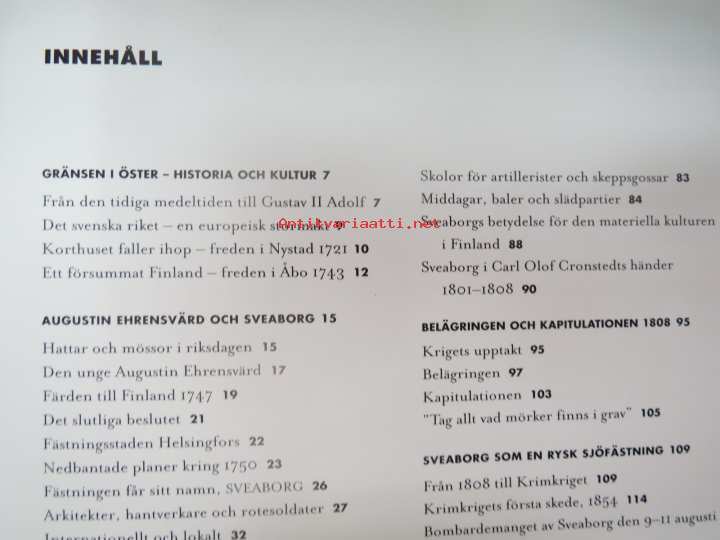 INNEHÅLL
GRÄNSEN I ÖSTER – HISTORIA OCH KULTUR 7
Från den tidiga medeltiden till Gustav II Adolf 7
Det svenska riket – en europeisk stormakt 9
Korthuset faller ihop – freden i Nystad 1721 10
Ett försummat Finland – freden i Åbo 1743 12
AUGUSTIN EHRENSVÄRD OCH SVEABORG 15
Hattar och mössor i riksdagen 15
Den unge Augustin Ehrensvärd 17
Färden till Finland 1747 19
Det slutliga beslutet 21
Fästningsstaden Helsingfors 22
Nedbantade planer kring 1750 23
Fästningen får sitt namn, SVEABORG 26
Arkitekter, hantverkare och rotesoldater 27
Internationellt och lokalt 32
Skolor för artillerister och skeppsgossar 83
Middagar, baler och slädpartier 84
Sveaborgs betydelse för den materiella kulturen
i Finland 88
Sveaborg i Carl Olof Cronstedts händer
1801–1808 90
BELÄGRINGEN OCH KAPITULATIONEN 1808 95
Krigets upptakt 95
Belägringen 97
Kapitulationen 103
"Tag allt vad mörker finns i grav" 105
SVEABORG SOM EN RYSK SJÖFÄSTNING 109
Från 1808 till Krimkriget 109
Krimkrigets första skede, 1854 114
Bombardemanget av Sveaborg den 9–11 augusti
Antikvariaatti.net